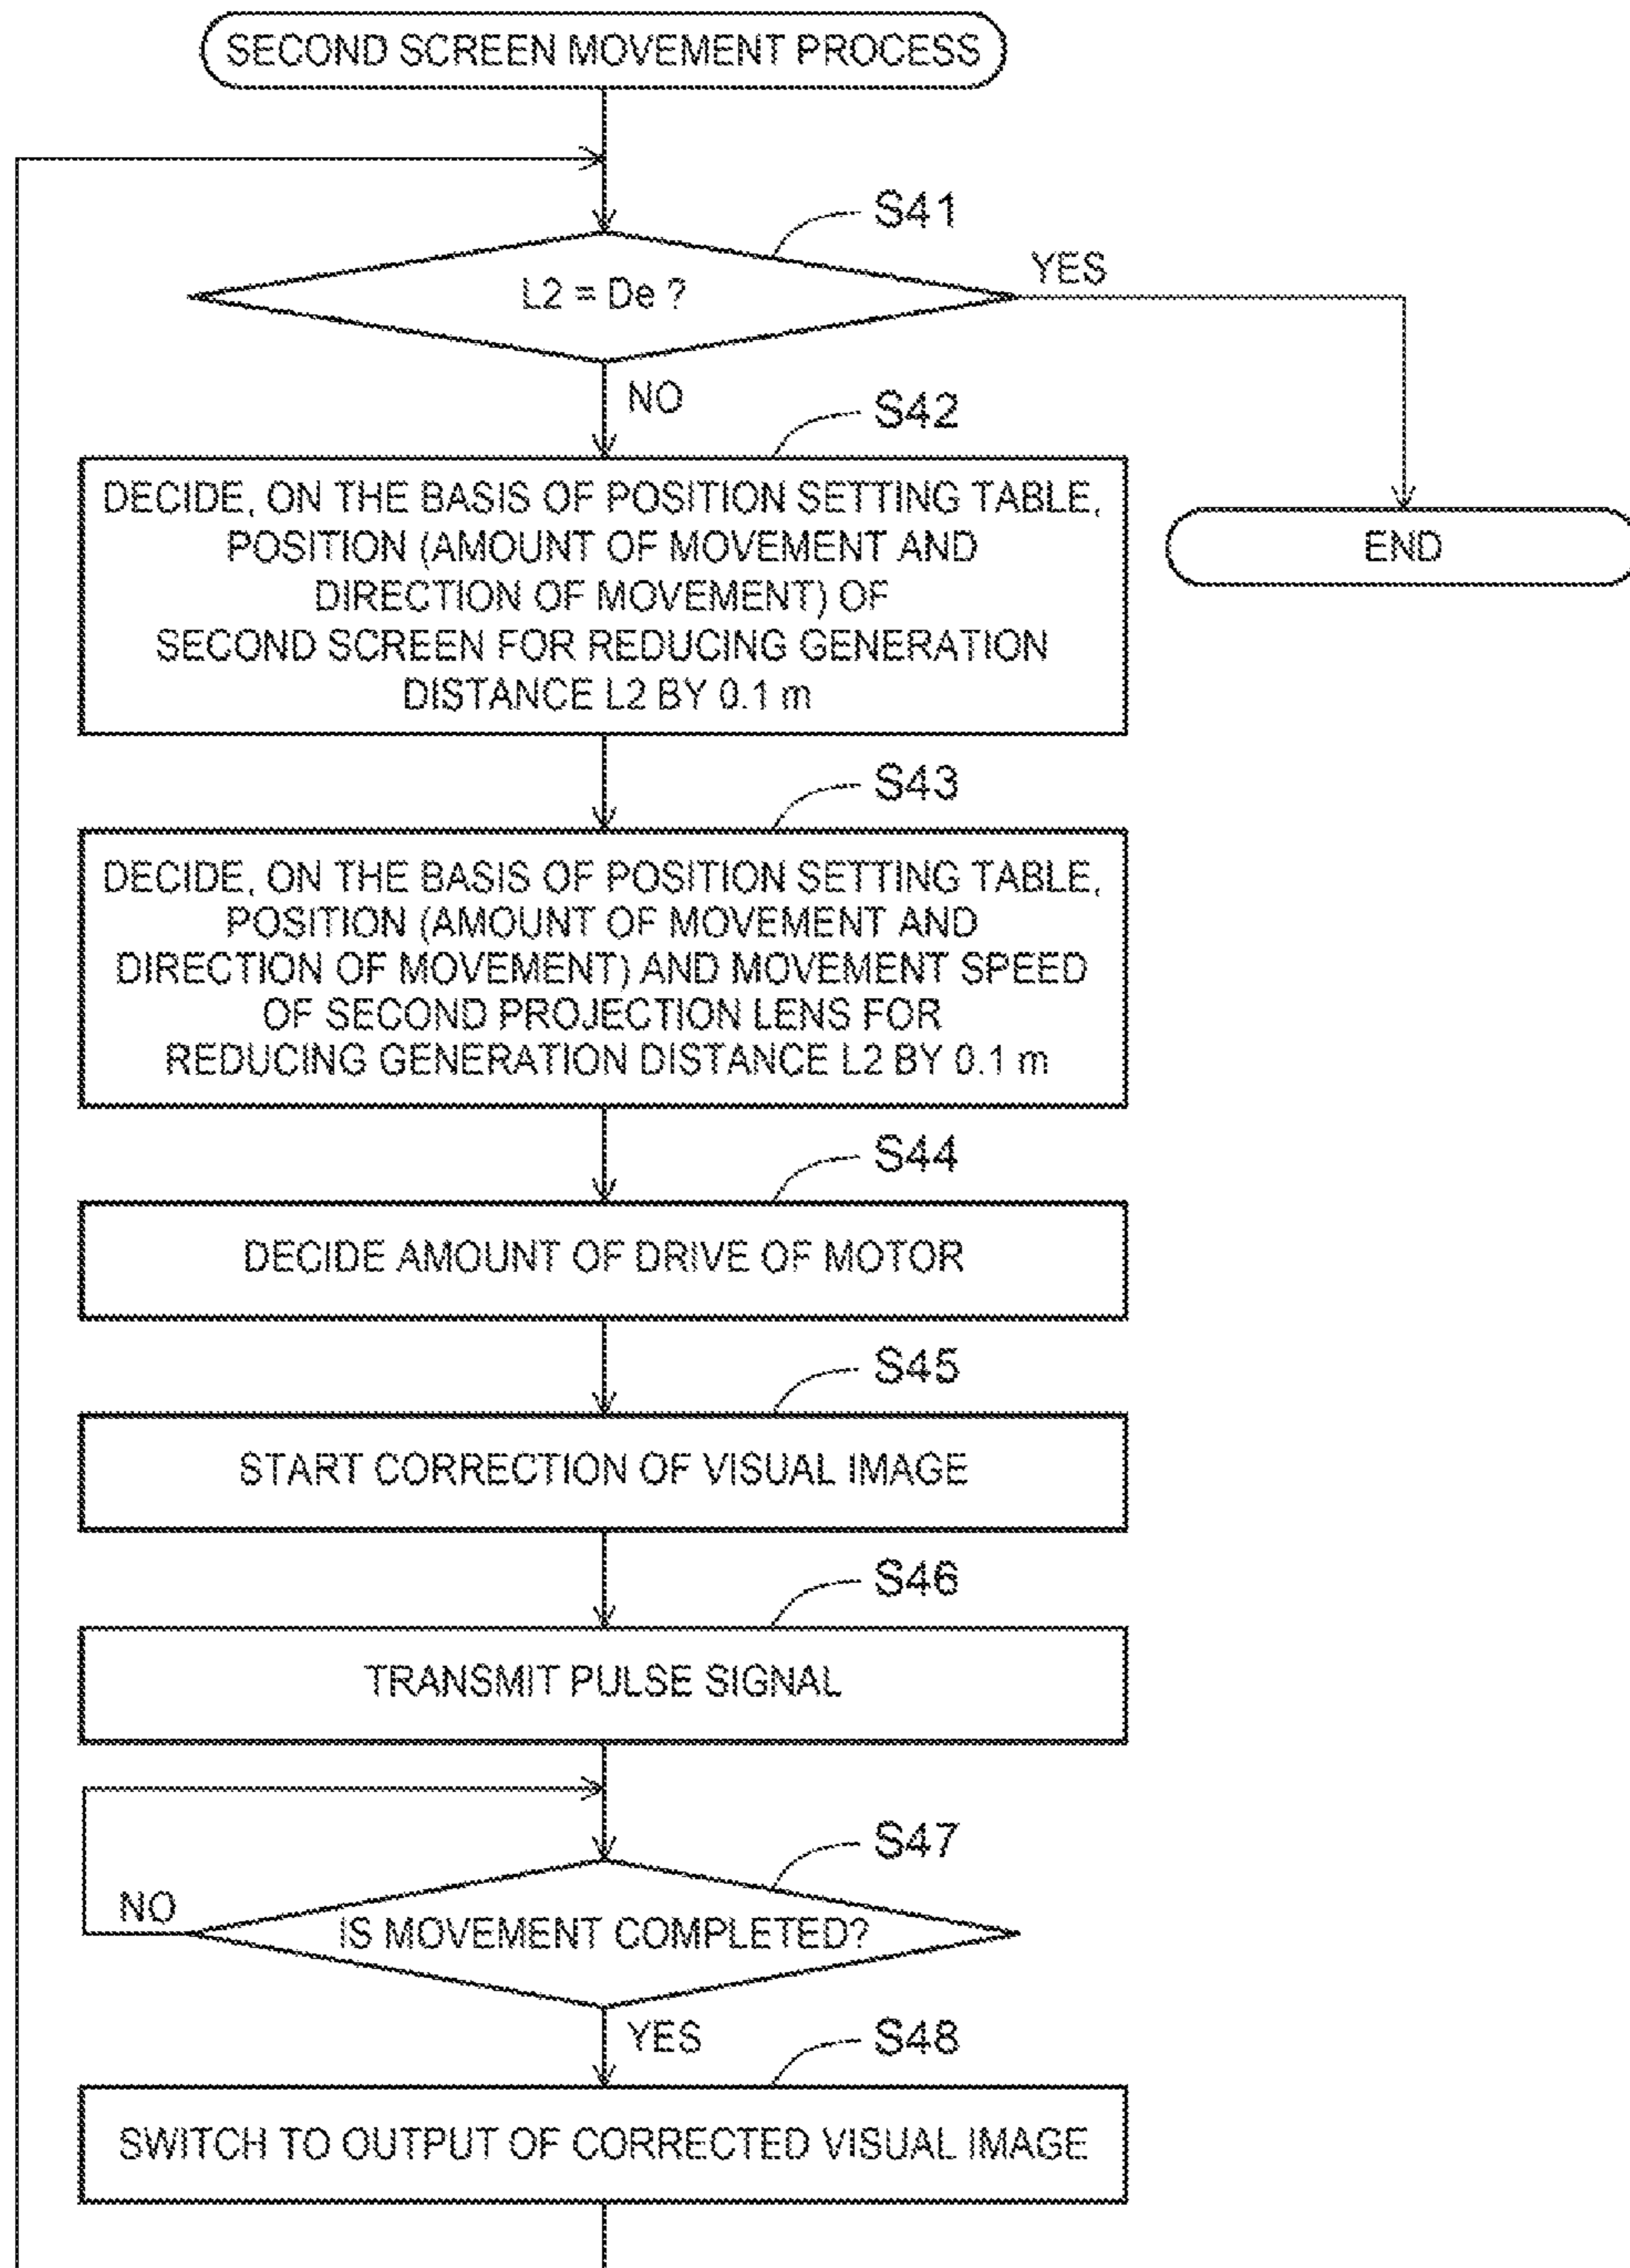 SECOND SCREEN MOVEMENT PROCESS
S41
L2 = De ?
YES
NO
END
S42
DECIDE, ON THE BASIS OF POSITION SETTING TABLE,
POSITION (AMOUNT OF MOVEMENT AND
DIRECTION OF MOVEMENT) OF
SECOND SCREEN FOR REDUCING GENERATION
DISTANCE L2 BY 0.1 m
S43
DECIDE, ON THE BASIS OF POSITION SETTING TABLE,
POSITION (AMOUNT OF MOVEMENT AND
DIRECTION OF MOVEMENT) AND MOVEMENT SPEED
OF SECOND PROJECTION LENS FOR
REDUCING GENERATION DISTANCE L2 BY 0.1 m
S44
DECIDE AMOUNT OF DRIVE OF MOTOR
S45
START CORRECTION OF VISUAL IMAGE
S46
TRANSMIT PULSE SIGNAL
S47
NO
IS MOVEMENT COMPLETED?
YES
S48
SWITCH TO OUTPUT OF CORRECTED VISUAL IMAGE